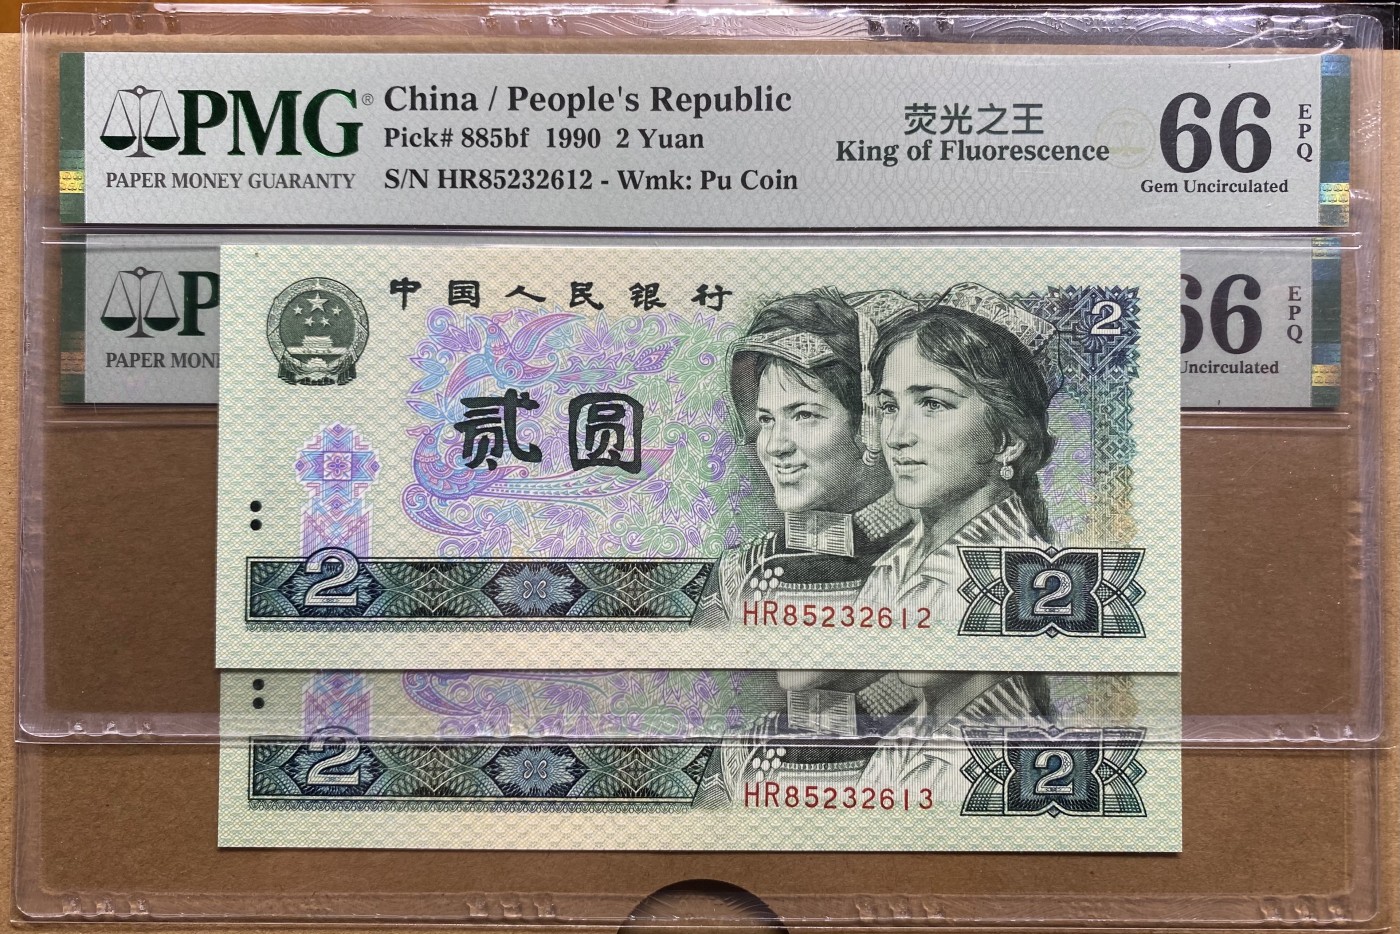 PMG®
PAPER MONEY GUARANTY
China / People's Republic
Pick# 885bf 1990 2 Yuan
S/N HR85232612 - Wmk: Pu Coin
荧光之王
King of Fluorescence
66
EPQ
Gem Uncirculated
PAPER
66
EPQ
Uncirculated
中国人民银行
贰圆
2
2
HR85232612
2
2
HR85232613
2